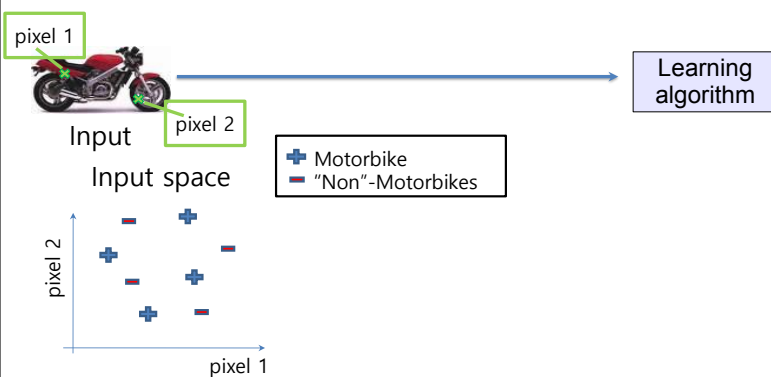 pixel 1
pixel 2
Input
Learning
algorithm
Input space
Motorbike
“Non”-Motorbikes
pixel 2
pixel 1